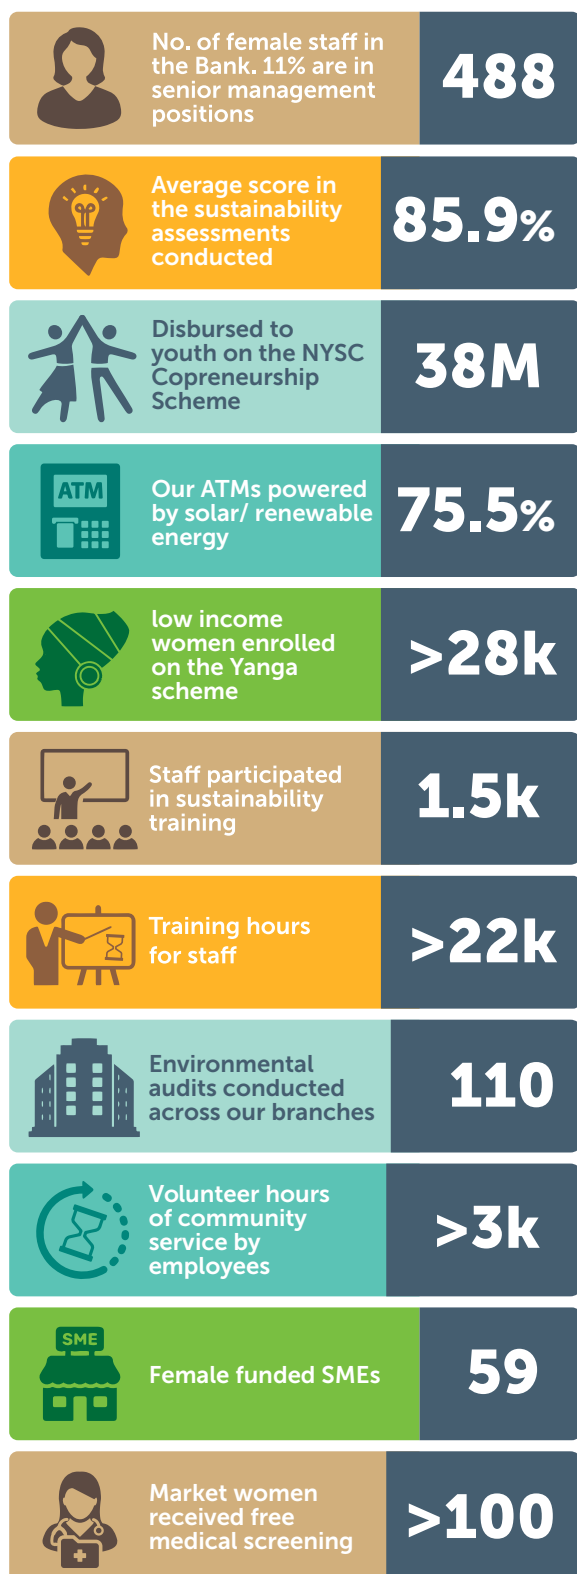 No. of female staff in
the Bank. 11% are in
senior management
positions
488
Average score in
the sustainability
assessments
conducted
85.9%
Disbursed to
youth on the NYSC
Copreneurship
Scheme
38M
ATM
Our ATMs powered
by solar/ renewable
energy
75.5%
low income
women enrolled
on the Yanga
scheme
>28k
Staff participated
in sustainability
training
1.5k
Training hours
for staff
>22k
Environmental
audits conducted
across our branches
110
Volunteer hours
of community
service by
employees
>3k
SME
Female funded SMEs
59
Market women
received free
medical screening
>100